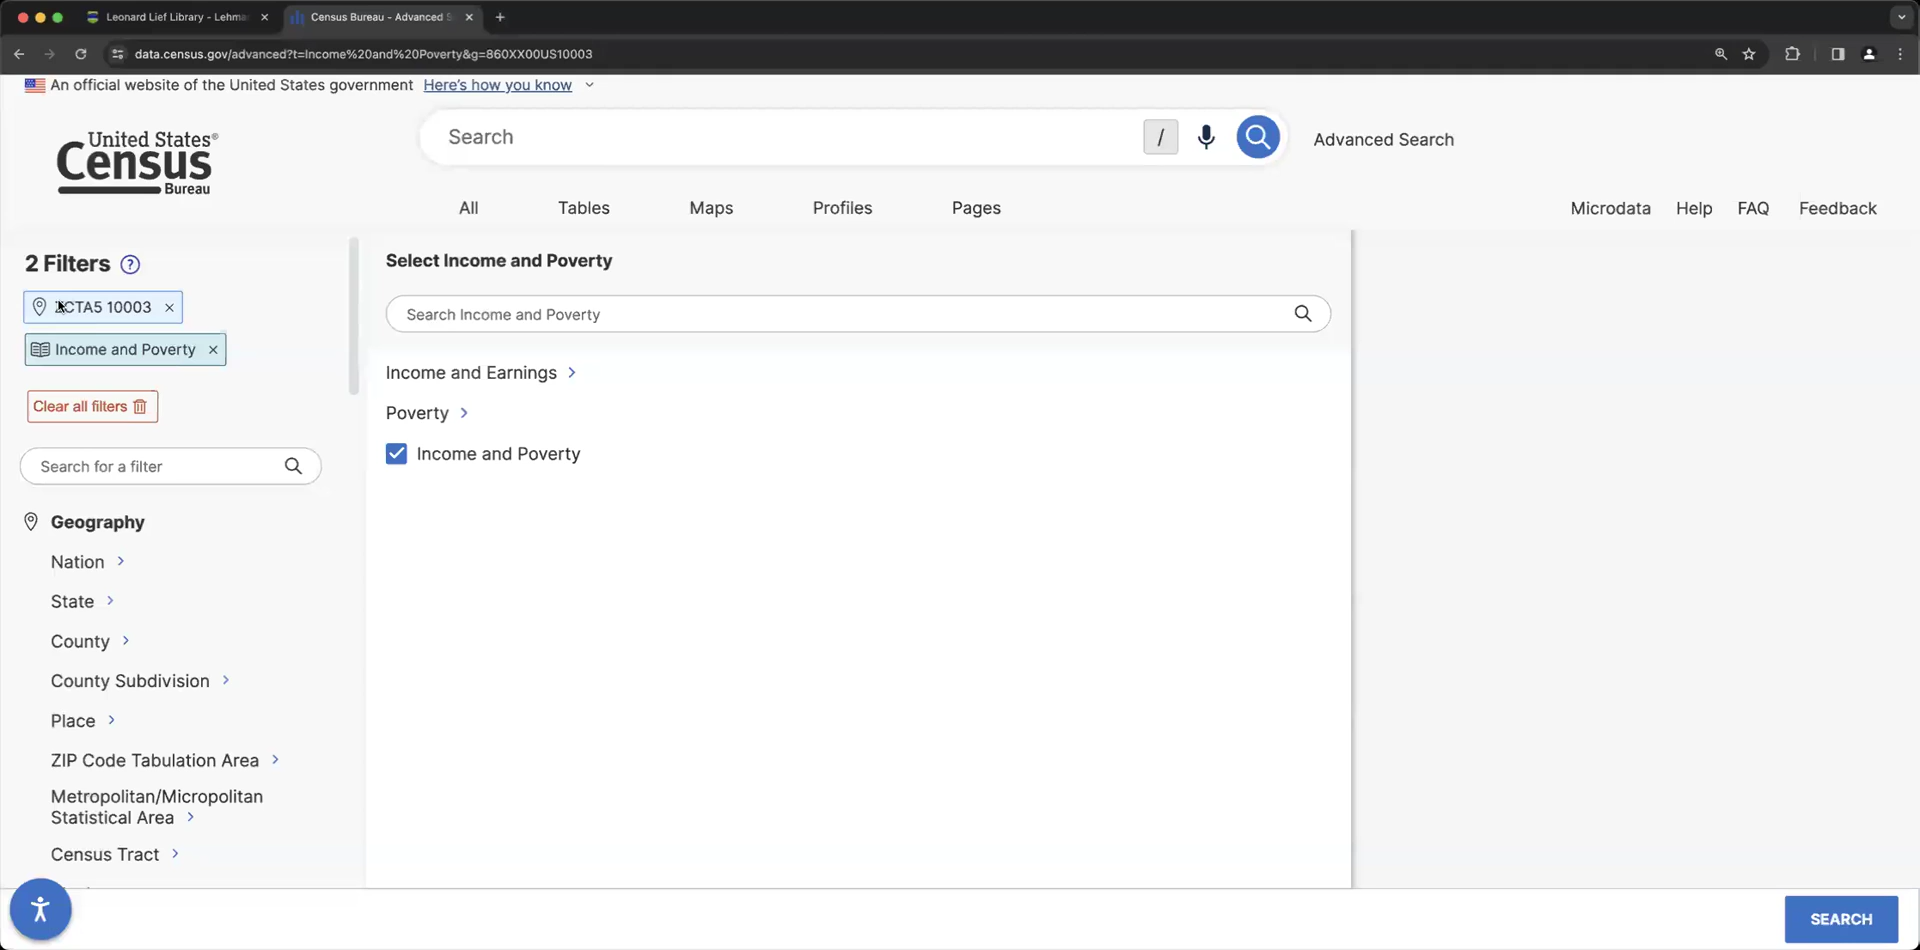 Leonard Lief Library - Lehm
Census Bureau - Advanced S
data.census.gov/advanced?t=Income%20and%20Poverty&g=860XX00US10003
An official website of the United States government Here's how you know
United States®
Census
Bureau
Search
/
Advanced Search
All Tables Maps Profiles Pages
Microdata Help FAQ Feedback
2 Filters ?
CTA5 10003 ×
Income and Poverty ×
Clear all filters
Search for a filter
Geography
Nation
State
County
County Subdivision
Place
ZIP Code Tabulation Area
Metropolitan/Micropolitan
Statistical Area
Census Tract
Select Income and Poverty
Search Income and Poverty
Income and Earnings
Poverty
Income and Poverty
SEARCH